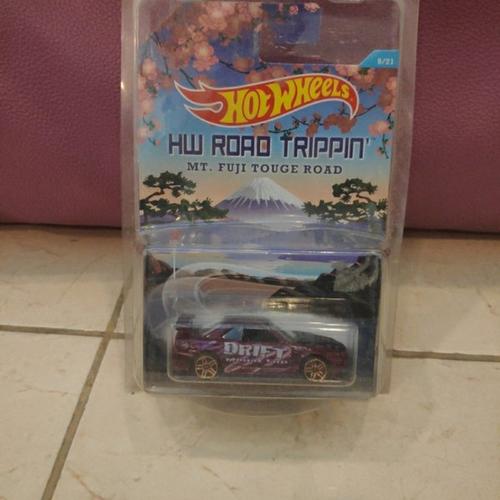 8/21
HOT WHEELS
HW ROAD TRIPPIN'
MT. FUJI TOUGE ROAD
DRIFT